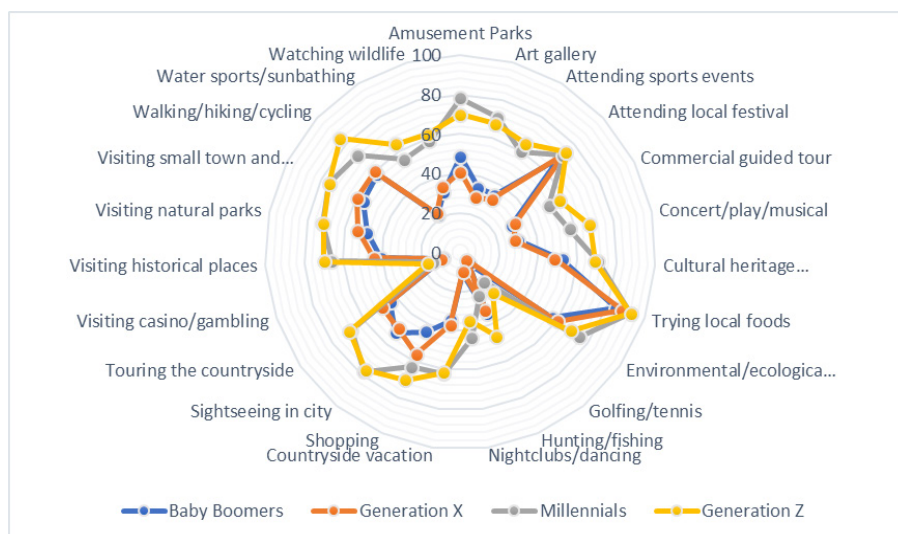 Amusement Parks
Watching wildlife
100
Art gallery
Water sports/sunbathing
80
Attending sports events
Walking/hiking/cycling
60
Attending local festival
Visiting small town and...
40
Commercial guided tour
Visiting natural parks
20
Concert/play/musical
Visiting historical places
0
Cultural heritage...
Visiting casino/gambling
Trying local foods
Touring the countryside
Environmental/ecologica...
Sightseeing in city
Golfing/tennis
Shopping
Hunting/fishing
Countryside vacation
Nightclubs/dancing
Baby Boomers
Generation X
Millennials
Generation Z